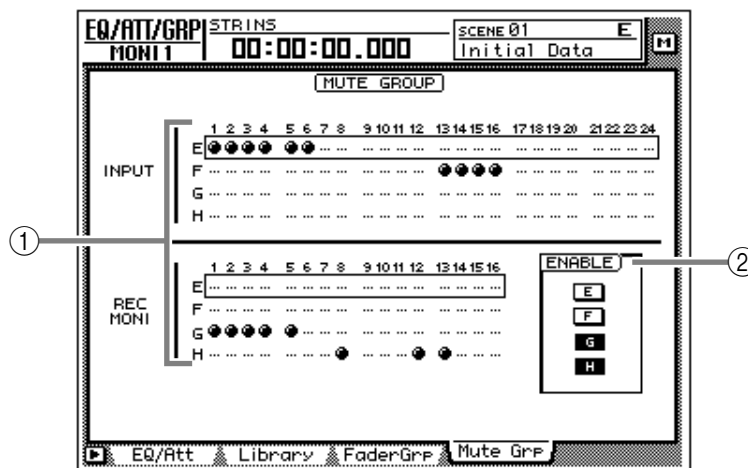 EQ/ATT/GRP STRINS SCENE 01 E
MONI 1 00:00:00.000 Initial Data M
MUTE GROUP
1 2 3 4 5 6 7 8 9 10 11 12 13 14 15 16 17 18 19 20 21 22 23 24
E
INPUT F
G
H
1
2
1 2 3 4 5 6 7 8 9 10 11 12 13 14 15 16 ENABLE
E E
REC MONI F F
G G
H H
EQ/Att Library FaderGrp Mute Grp